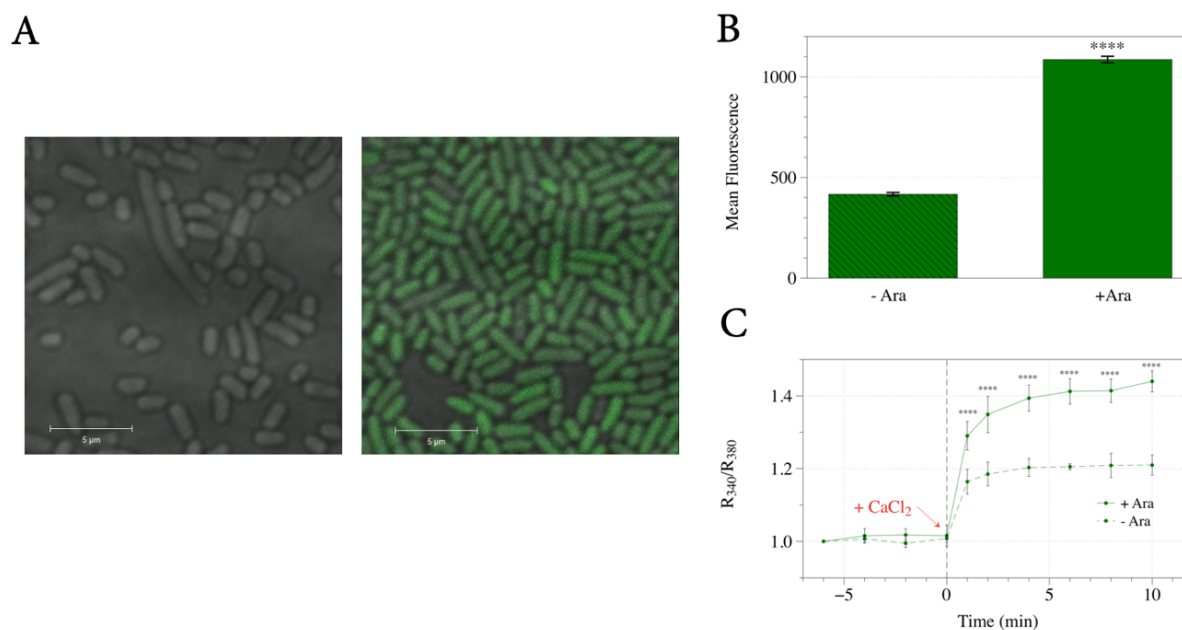 A
5 µm
5 µm
B
Mean Fluorescence
1000
500
0
****
- Ara
+Ara
C
R340/R380
1.4
1.2
1.0
+ CaCl2
**** **** **** **** **** ****
+ Ara
- Ara
−5 0 5 10
Time (min)